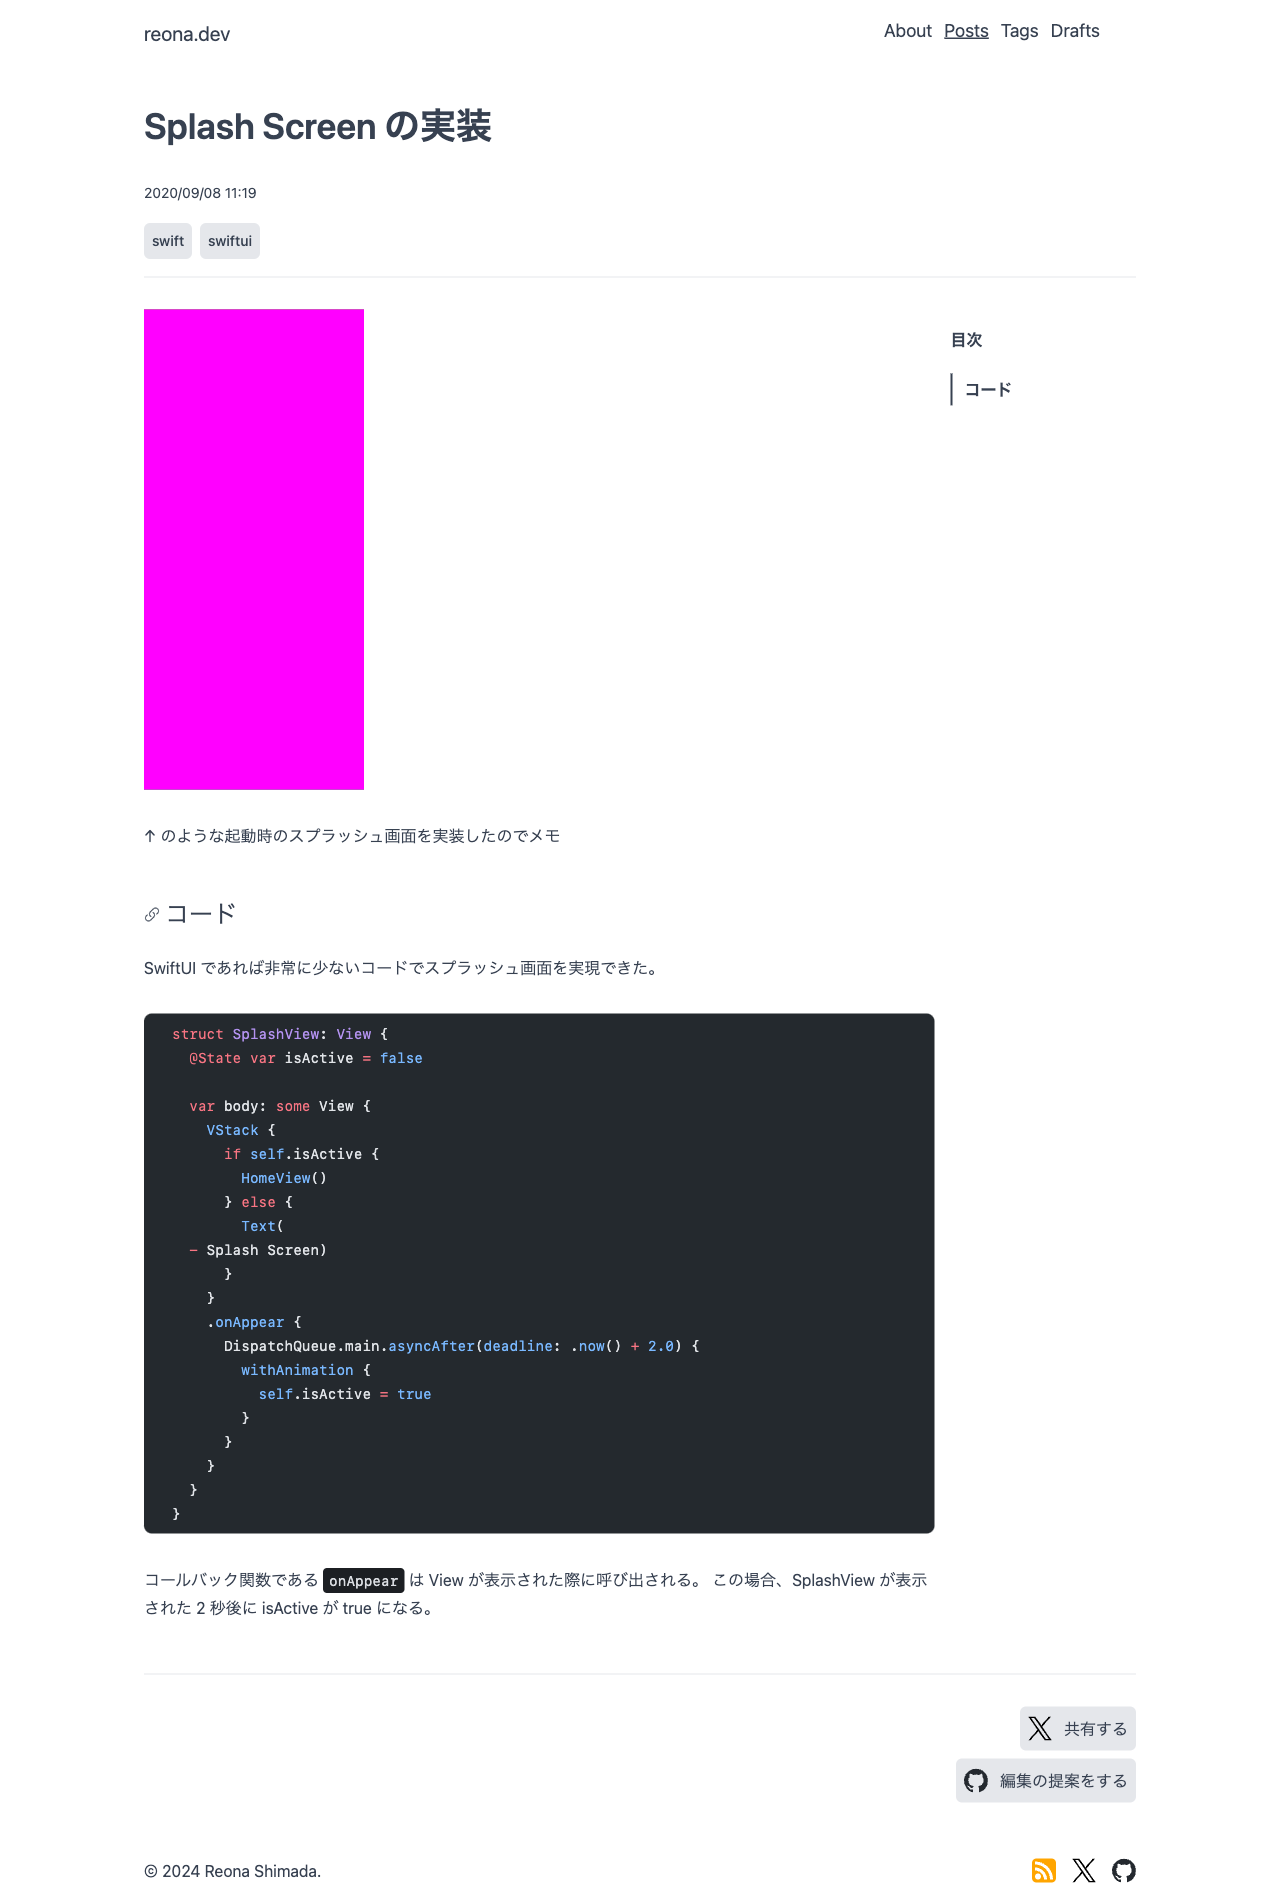 reona.dev
About Posts Tags Drafts
Splash Screen の実装
2020/09/08 11:19
swift swiftui
目次
コード
↑ のような起動時のスプラッシュ画面を実装したのでメモ
コード
SwiftUI であれば非常に少ないコードでスプラッシュ画面を実現できた。
struct SplashView: View {
  @State var isActive = false

  var body: some View {
    VStack {
      if self.isActive {
        HomeView()
      } else {
        Text(
  - Splash Screen)
      }
    }
    .onAppear {
      DispatchQueue.main.asyncAfter(deadline: .now() + 2.0) {
        withAnimation {
          self.isActive = true
        }
      }
    }
  }
}
コールバック関数である onAppear は View が表示された際に呼び出される。 この場合、SplashView が表示
された 2 秒後に isActive が true になる。
共有する
編集の提案をする
© 2024 Reona Shimada.